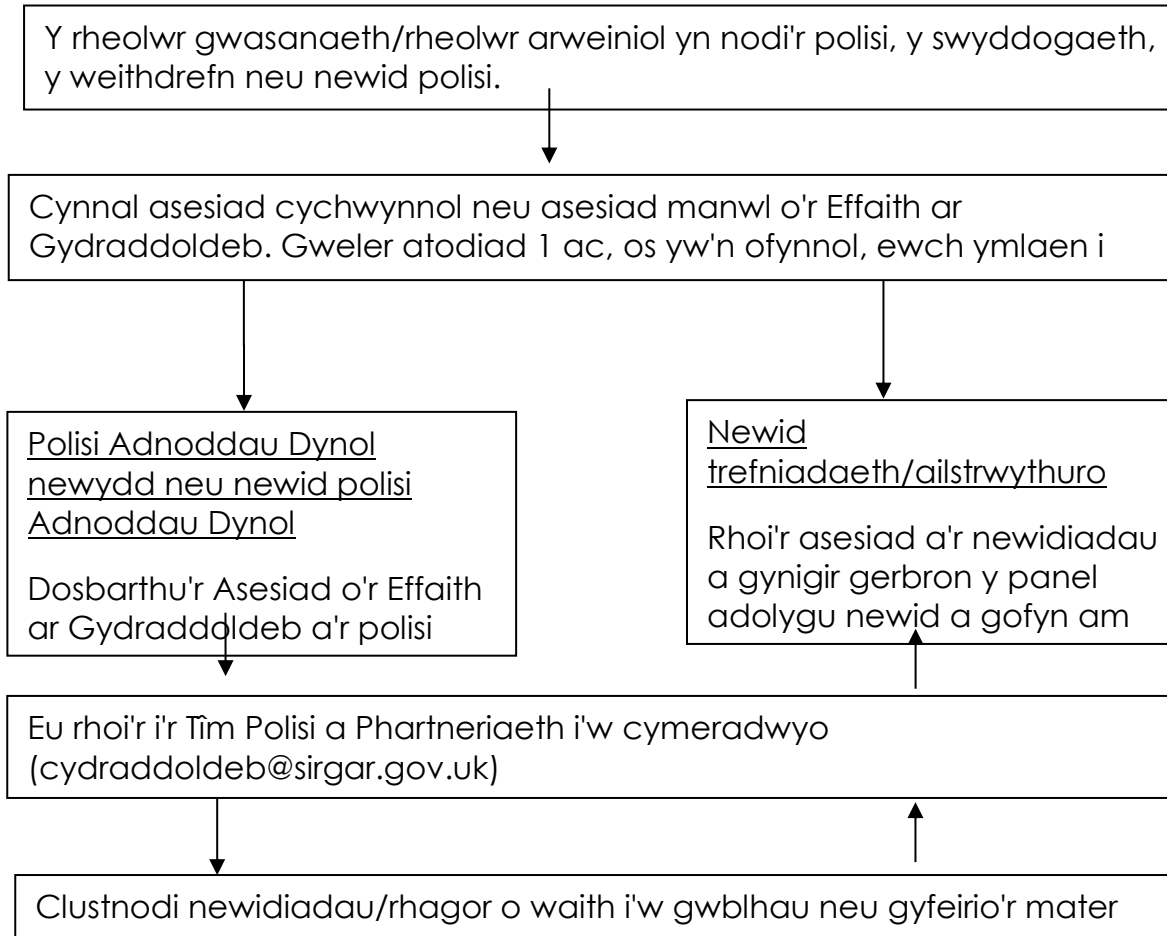 Y rheolwr gwasanaeth/rheolwr arweiniol yn nodi'r polisi, y swyddogaeth,
y weithdrefn neu newid polisi.
Cynnal asesiad cychwynnol neu asesiad manwl o'r Effaith ar
Gydraddoldeb. Gweler atodiad 1 ac, os yw'n ofynnol, ewch ymlaen i
Polisi Adnoddau Dynol
newydd neu newid polisi
Adnoddau Dynol
Dosbarthu'r Asesiad o'r Effaith
ar Gydraddoldeb a'r polisi
Newid
trefniadaeth/ailstrwythuro
Rhoi'r asesiad a'r newidiadau
a gynigir gerbron y panel
adolygu newid a gofyn am
Eu rhoi'r i'r Tîm Polisi a Phartneriaeth i'w cymeradwyo
(cydraddoldeb@sirgar.gov.uk)
Clustnodi newidiadau/rhagor o waith i'w gwblhau neu gyfeirio'r mater